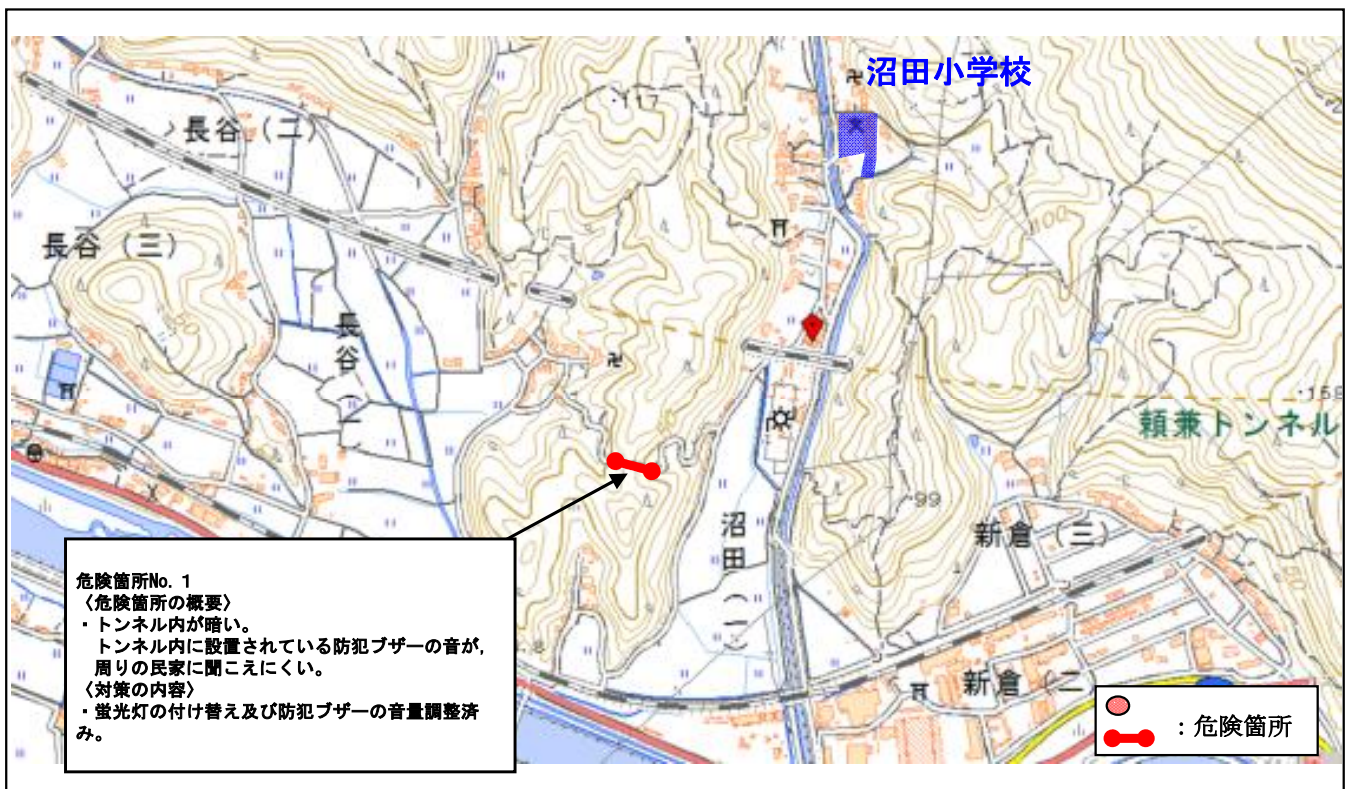 沼田小学校
・117
長谷(二)
長谷(三)
長谷(一)
100
・158
頼兼トンネル
・99
沼田(一)
新倉(三)
新倉(二
50
危険箇所No. 1
〈危険箇所の概要〉
・トンネル内が暗い。
トンネル内に設置されている防犯ブザーの音が,
周りの民家に聞こえにくい。
〈対策の内容〉
・蛍光灯の付け替え及び防犯ブザーの音量調整済
み。
:危険箇所